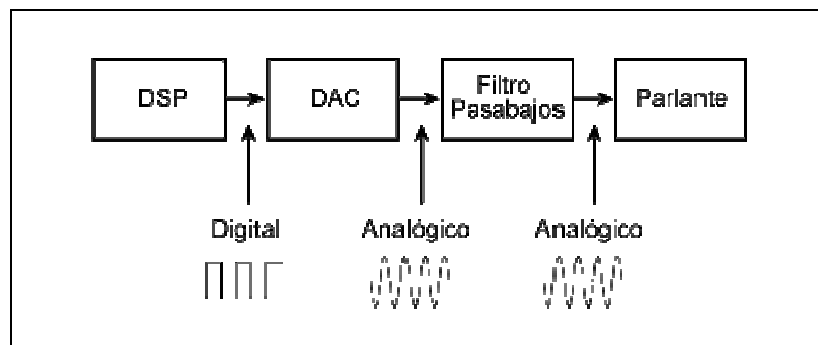 DSP
DAC
Filtro
Pasabajos
Parlante
Digital
Analógico
Analógico